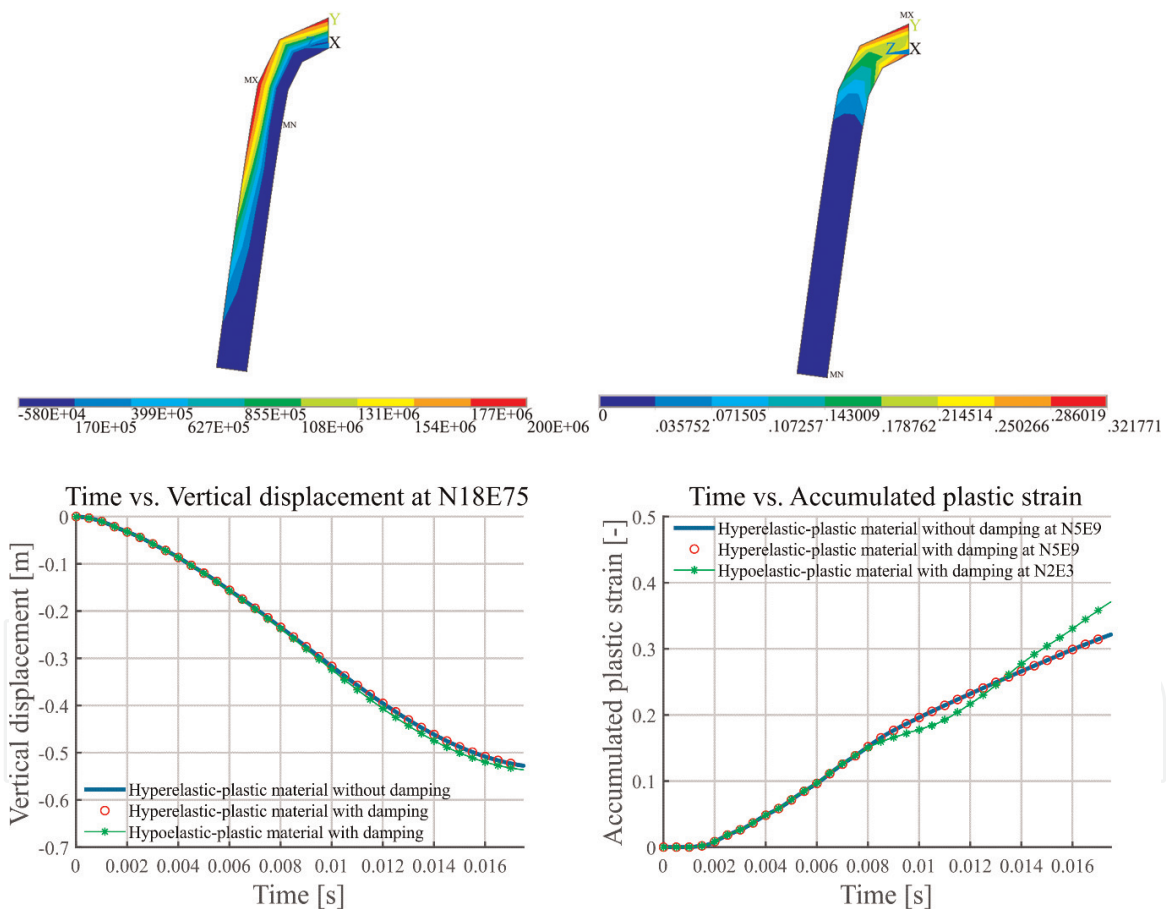 MX
Y
Z
X
MN
-580E+04
170E+05
399E+05
627E+05
855E+05
108E+06
131E+06
154E+06
177E+06
200E+06
MX
Y
Z
X
MN
0
.035752
.071505
.107257
.143009
.178762
.214514
.250266
.286019
.321771
Time vs. Vertical displacement at N18E75
Vertical displacement [m]
0
-0.1
-0.2
-0.3
-0.4
-0.5
-0.6
-0.7
Hyperelastic-plastic material without damping
Hyperelastic-plastic material with damping
Hypoelastic-plastic material with damping
0 0.002 0.004 0.006 0.008 0.01 0.012 0.014 0.016
Time [s]
Time vs. Accumulated plastic strain
Accumulated plastic strain [-]
0.5
0.4
0.3
0.2
0.1
0
Hyperelastic-plastic material without damping at N5E9
Hyperelastic-plastic material with damping at N5E9
Hypoelastic-plastic material with damping at N2E3
0 0.002 0.004 0.006 0.008 0.01 0.012 0.014 0.016
Time [s]